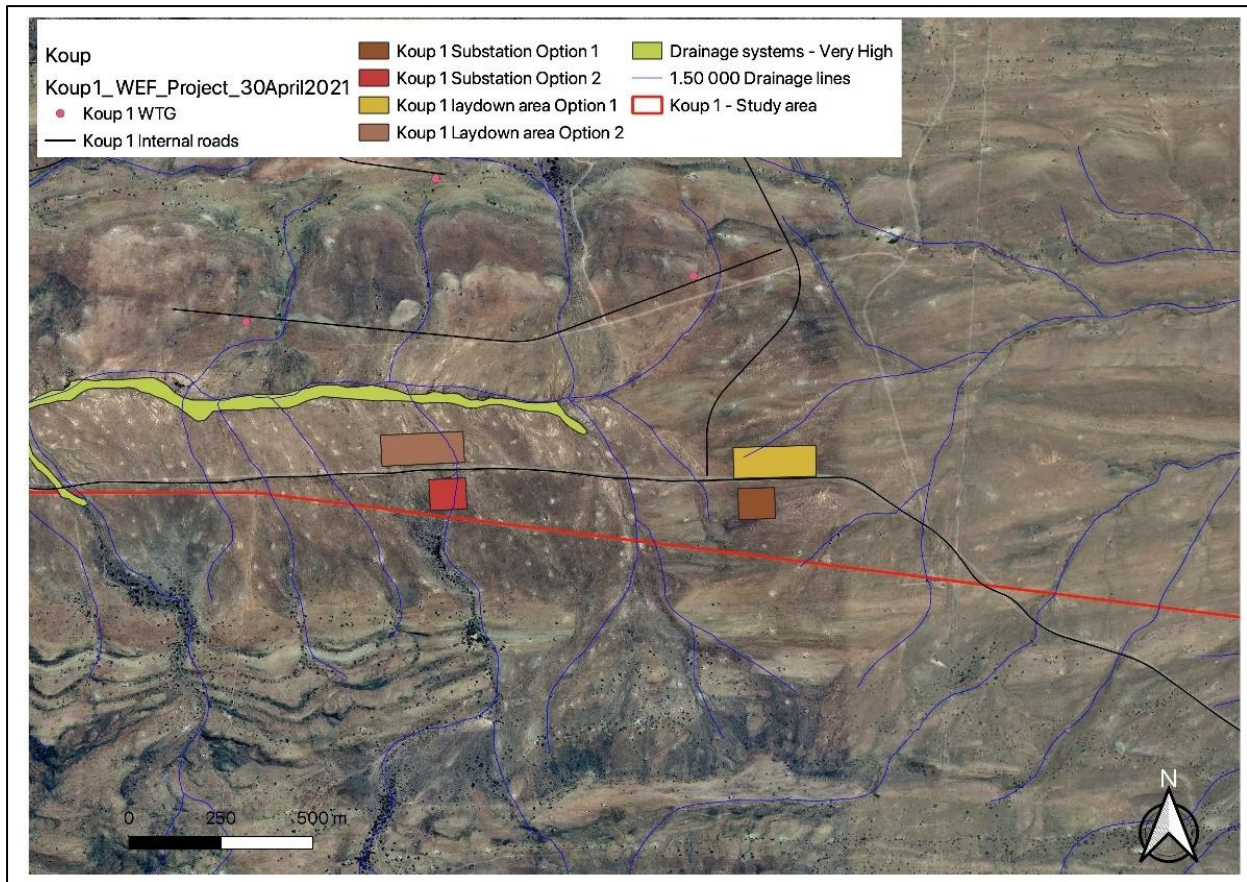 Koup
Koup1_WEF_Project_30April2021
Koup 1 WTG
Koup 1 Internal roads
Koup 1 Substation Option 1
Koup 1 Substation Option 2
Koup 1 laydown area Option 1
Koup 1 Laydown area Option 2
Drainage systems - Very High
1.50 000 Drainage lines
Koup 1 - Study area
0 250 500 m
N